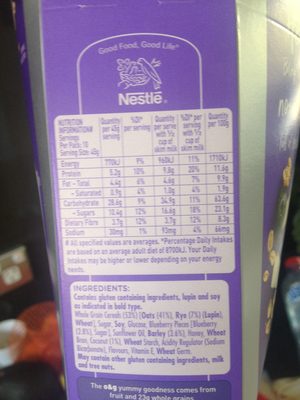 Good Food, Good Life
Nestlé
NUTRITION INFORMATION# Servings Per Pack: 10 Serving Size: 45g | Quantity per 45g serving | %DI* per serving | Quantity per serve with ½ cup of skim milk | %DI* per serving with ½ cup of skim milk | Quantity per 100g
Energy 770kJ 9% 960kJ 11% 1710kJ
Protein 5.2g 10% 9.8g 20% 11.6g
Fat - Total 4.4g 6% 4.6g 7% 9.9g
- Saturated 0.9g 4% 1.0g 4% 1.9g
Carbohydrate 28.6g 9% 34.9g 11% 63.6g
- Sugars 10.4g 12% 16.6g 18% 23.1g
Dietary Fibre 3.7g 12% 3.7g 12% 8.3g
Sodium 30mg 1% 93mg 4% 66mg
# All specified values are averages. *Percentage Daily Intakes
are based on an average adult diet of 8700kJ. Your Daily
Intakes may be higher or lower depending on your energy
needs.
INGREDIENTS:
Contains gluten containing ingredients, lupin and soy
as indicated in bold type.
Whole Grain Cereal (53%) [Oats (41%), Rye (7%) (Lupin),
Wheat], Sugar, Soy, Glucose, Blueberry Pieces [Blueberry
(3.8%), Sugar], Sunflower Oil, Barley (2.6%), Honey, Wheat
Bran, Coconut (1%), Wheat Starch, Acidity Regulator (Sodium
Bicarbonate), Flavours, Vitamin E, Wheat Germ.
May contain other gluten containing ingredients, milk
and tree nuts.
The o&g yummy goodness comes from
fruit and 23g whole grains